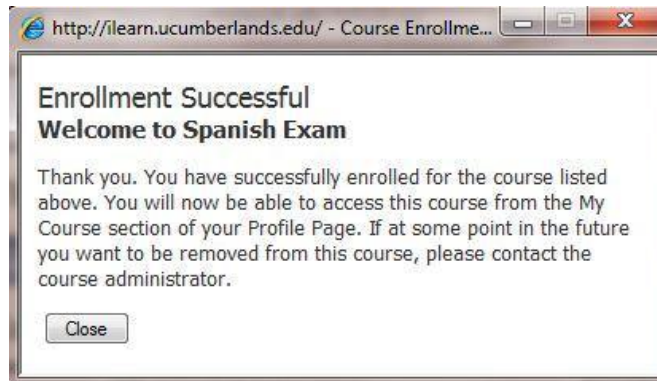 http://ilearn.ucumberlands.edu/ - Course Enrollme...
Enrollment Successful
Welcome to Spanish Exam
Thank you. You have successfully enrolled for the course listed
above. You will now be able to access this course from the My
Course section of your Profile Page. If at some point in the future
you want to be removed from this course, please contact the
course administrator.
Close